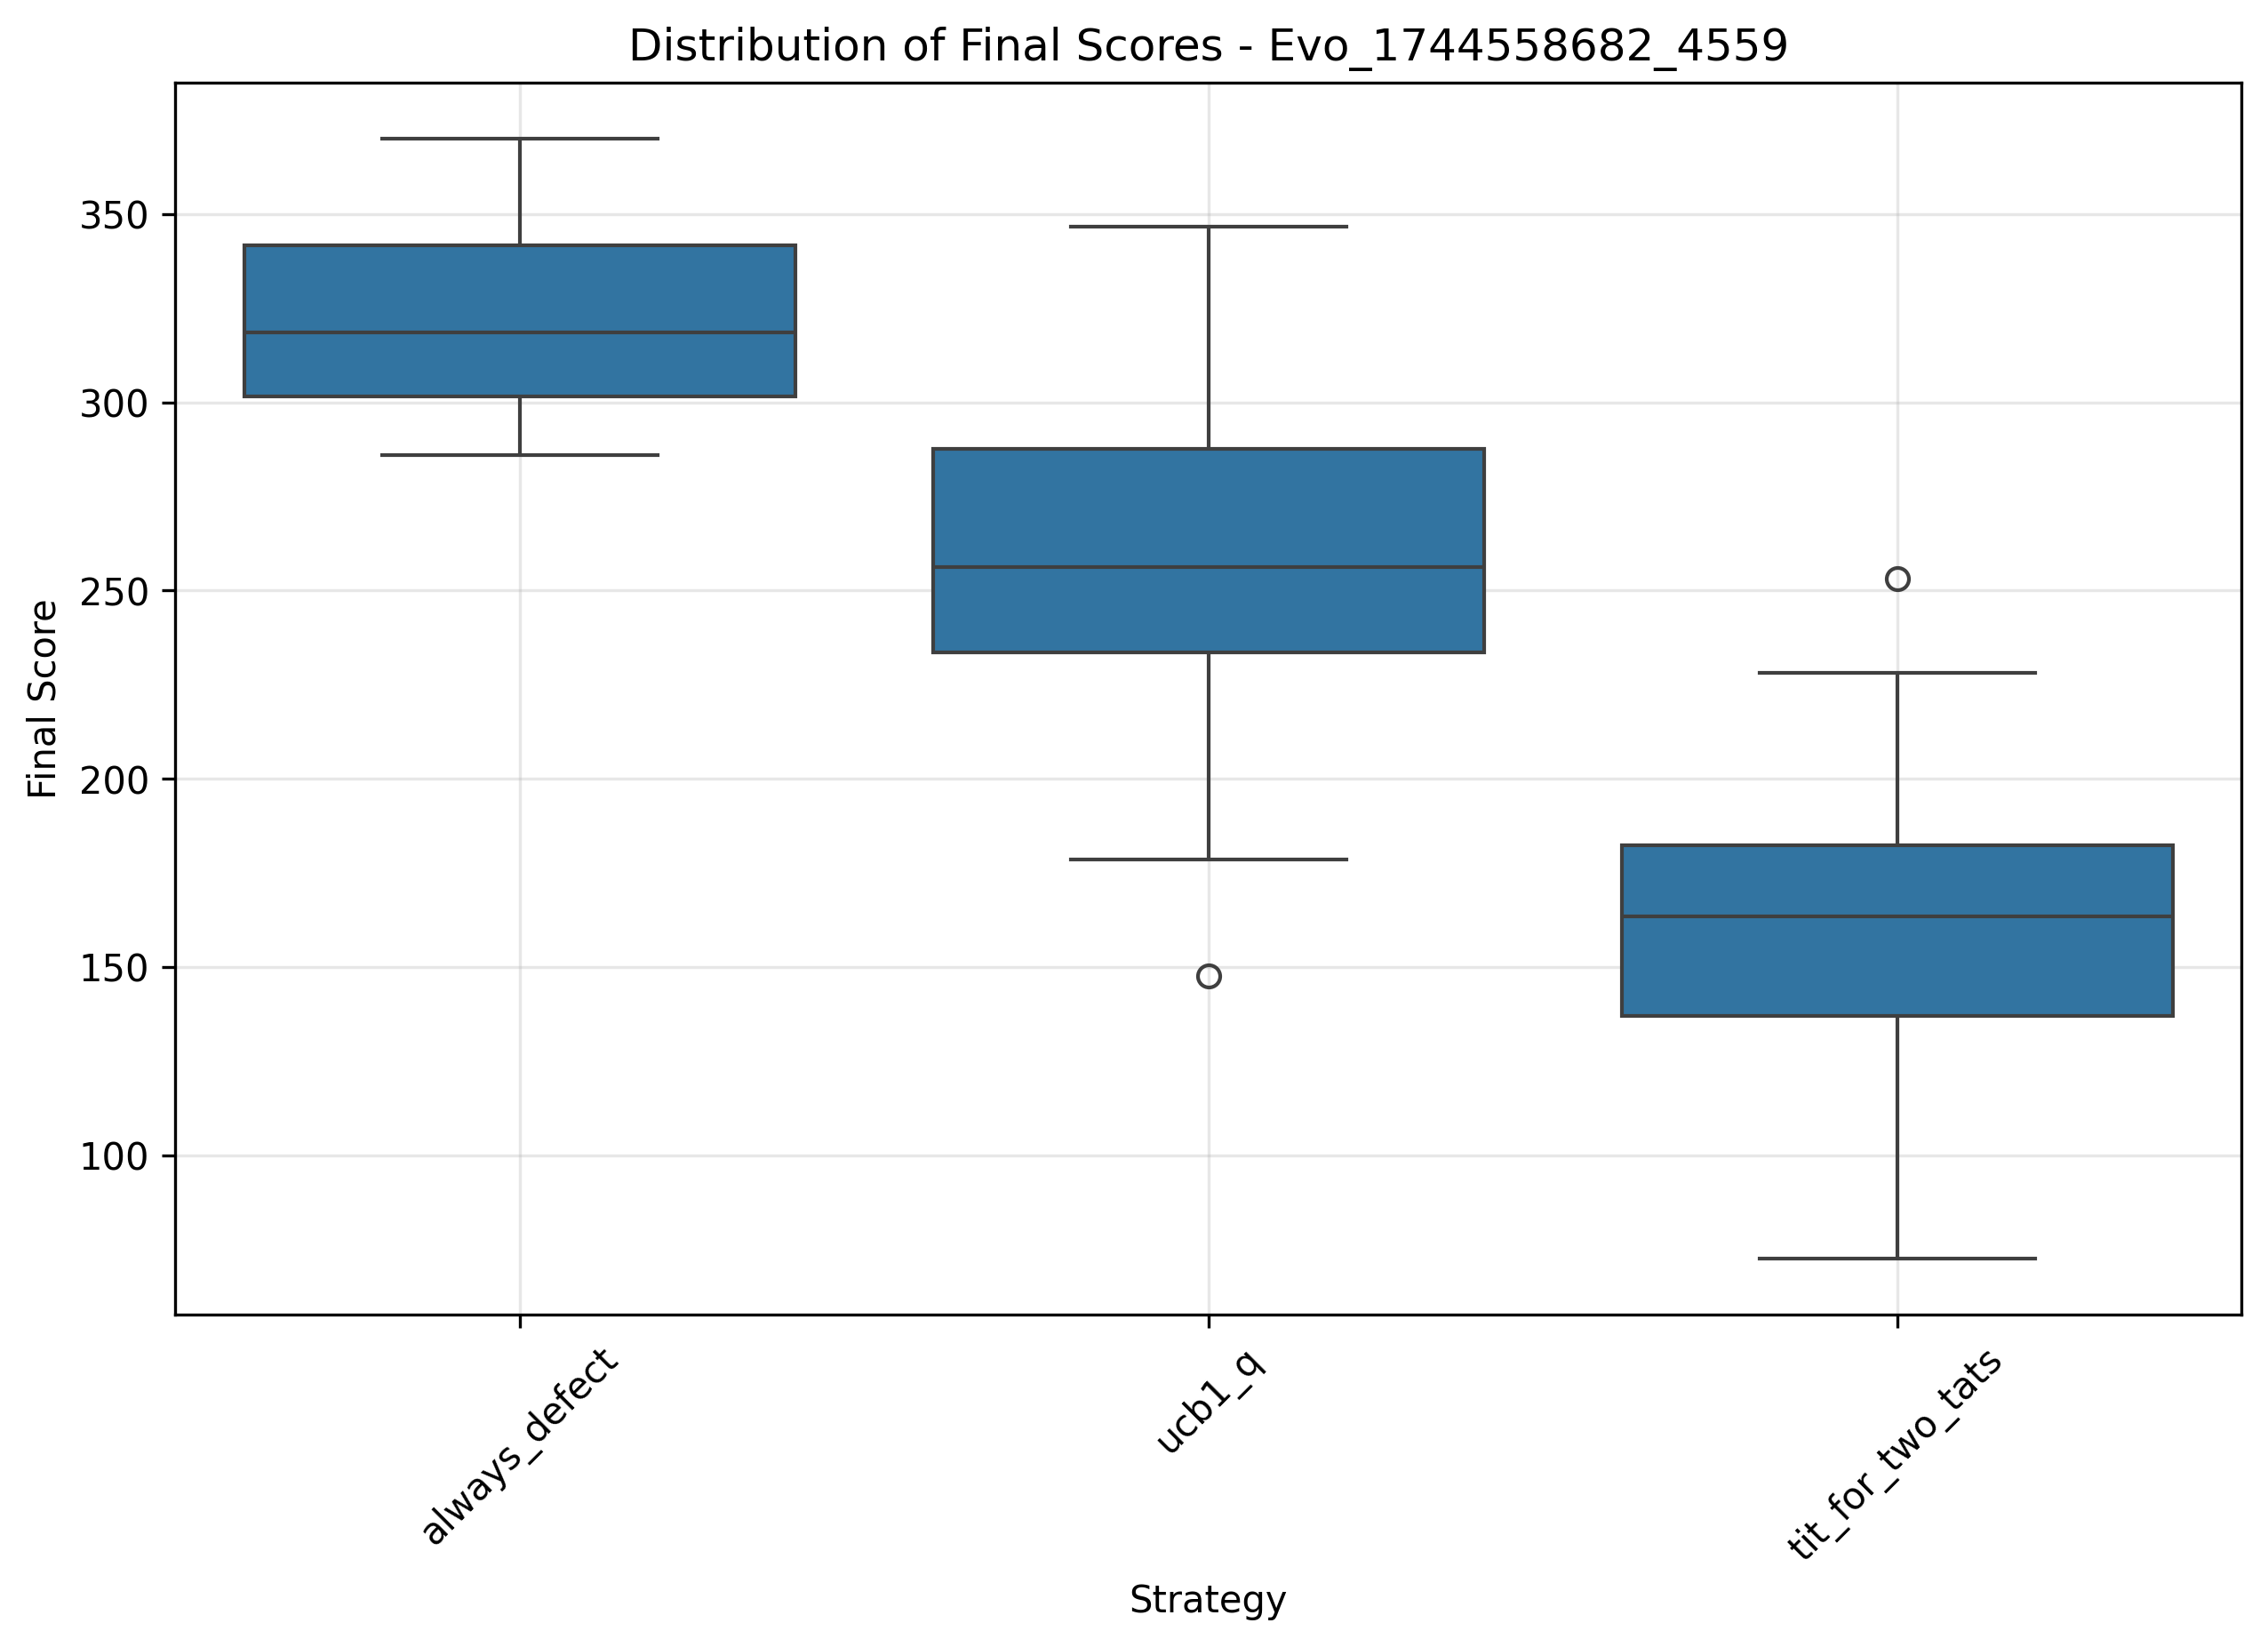 Distribution of Final Scores - Evo_1744558682_4559
Final Score
350
300
250
200
150
100
always_defect
ucb1_q
tit_for_two_tats
Strategy